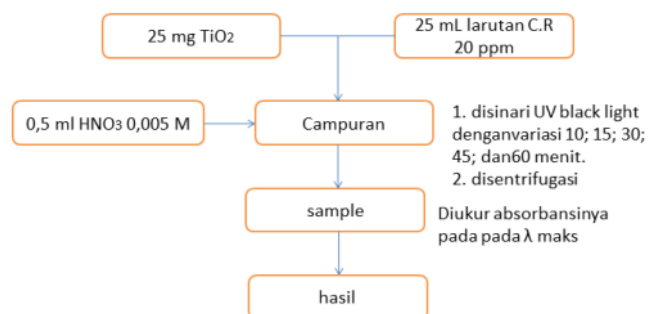 25 mg TiO2
25 mL larutan C.R
20 ppm
0,5 ml HNO3 0,005 M
Campuran
1. disinari UV black light
denganvariasi 10; 15; 30;
45; dan60 menit.
2. disentrifugasi
sample
Diukur absorbansinya
pada pada λ maks
hasil